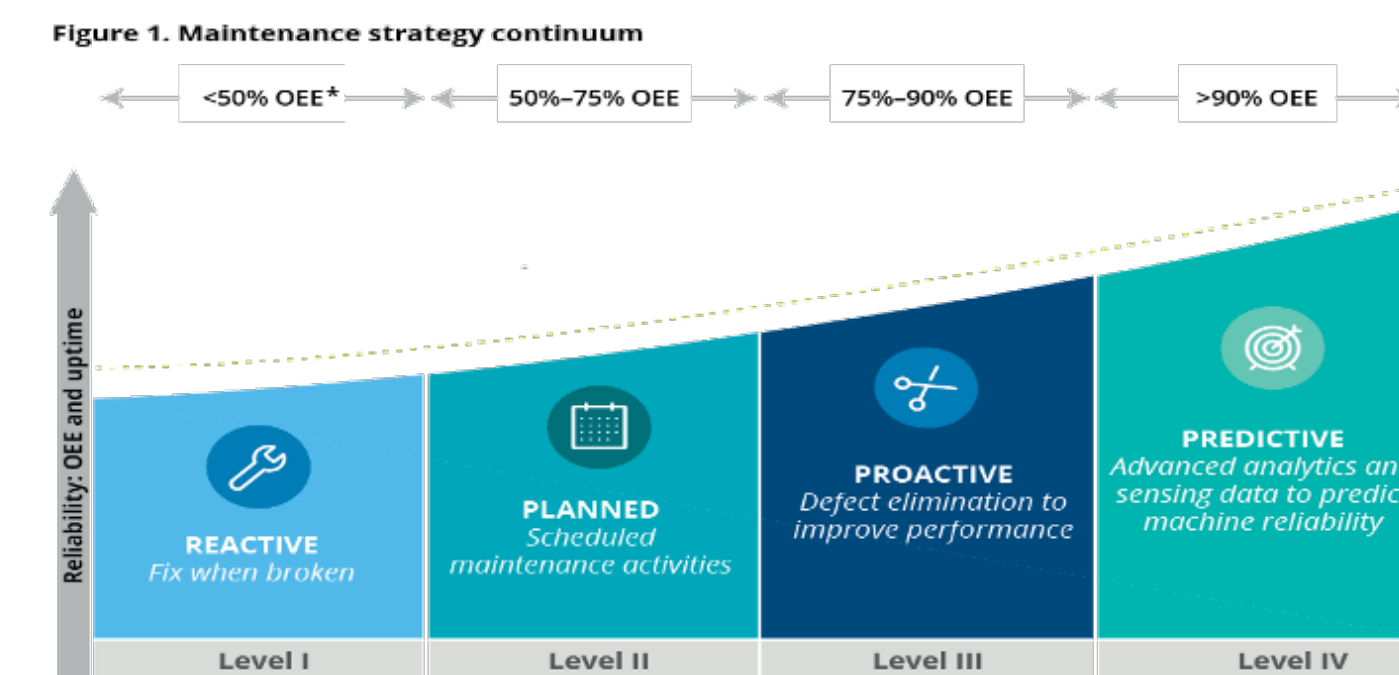 Figure 1. Maintenance strategy continuum
<50% OEE*
50%–75% OEE
75%–90% OEE
>90% OEE
Reliability: OEE and uptime
REACTIVE
Fix when broken
PLANNED
Scheduled
maintenance activities
PROACTIVE
Defect elimination to
improve performance
PREDICTIVE
Advanced analytics an
sensing data to predic
machine reliability
Level I
Level II
Level III
Level IV